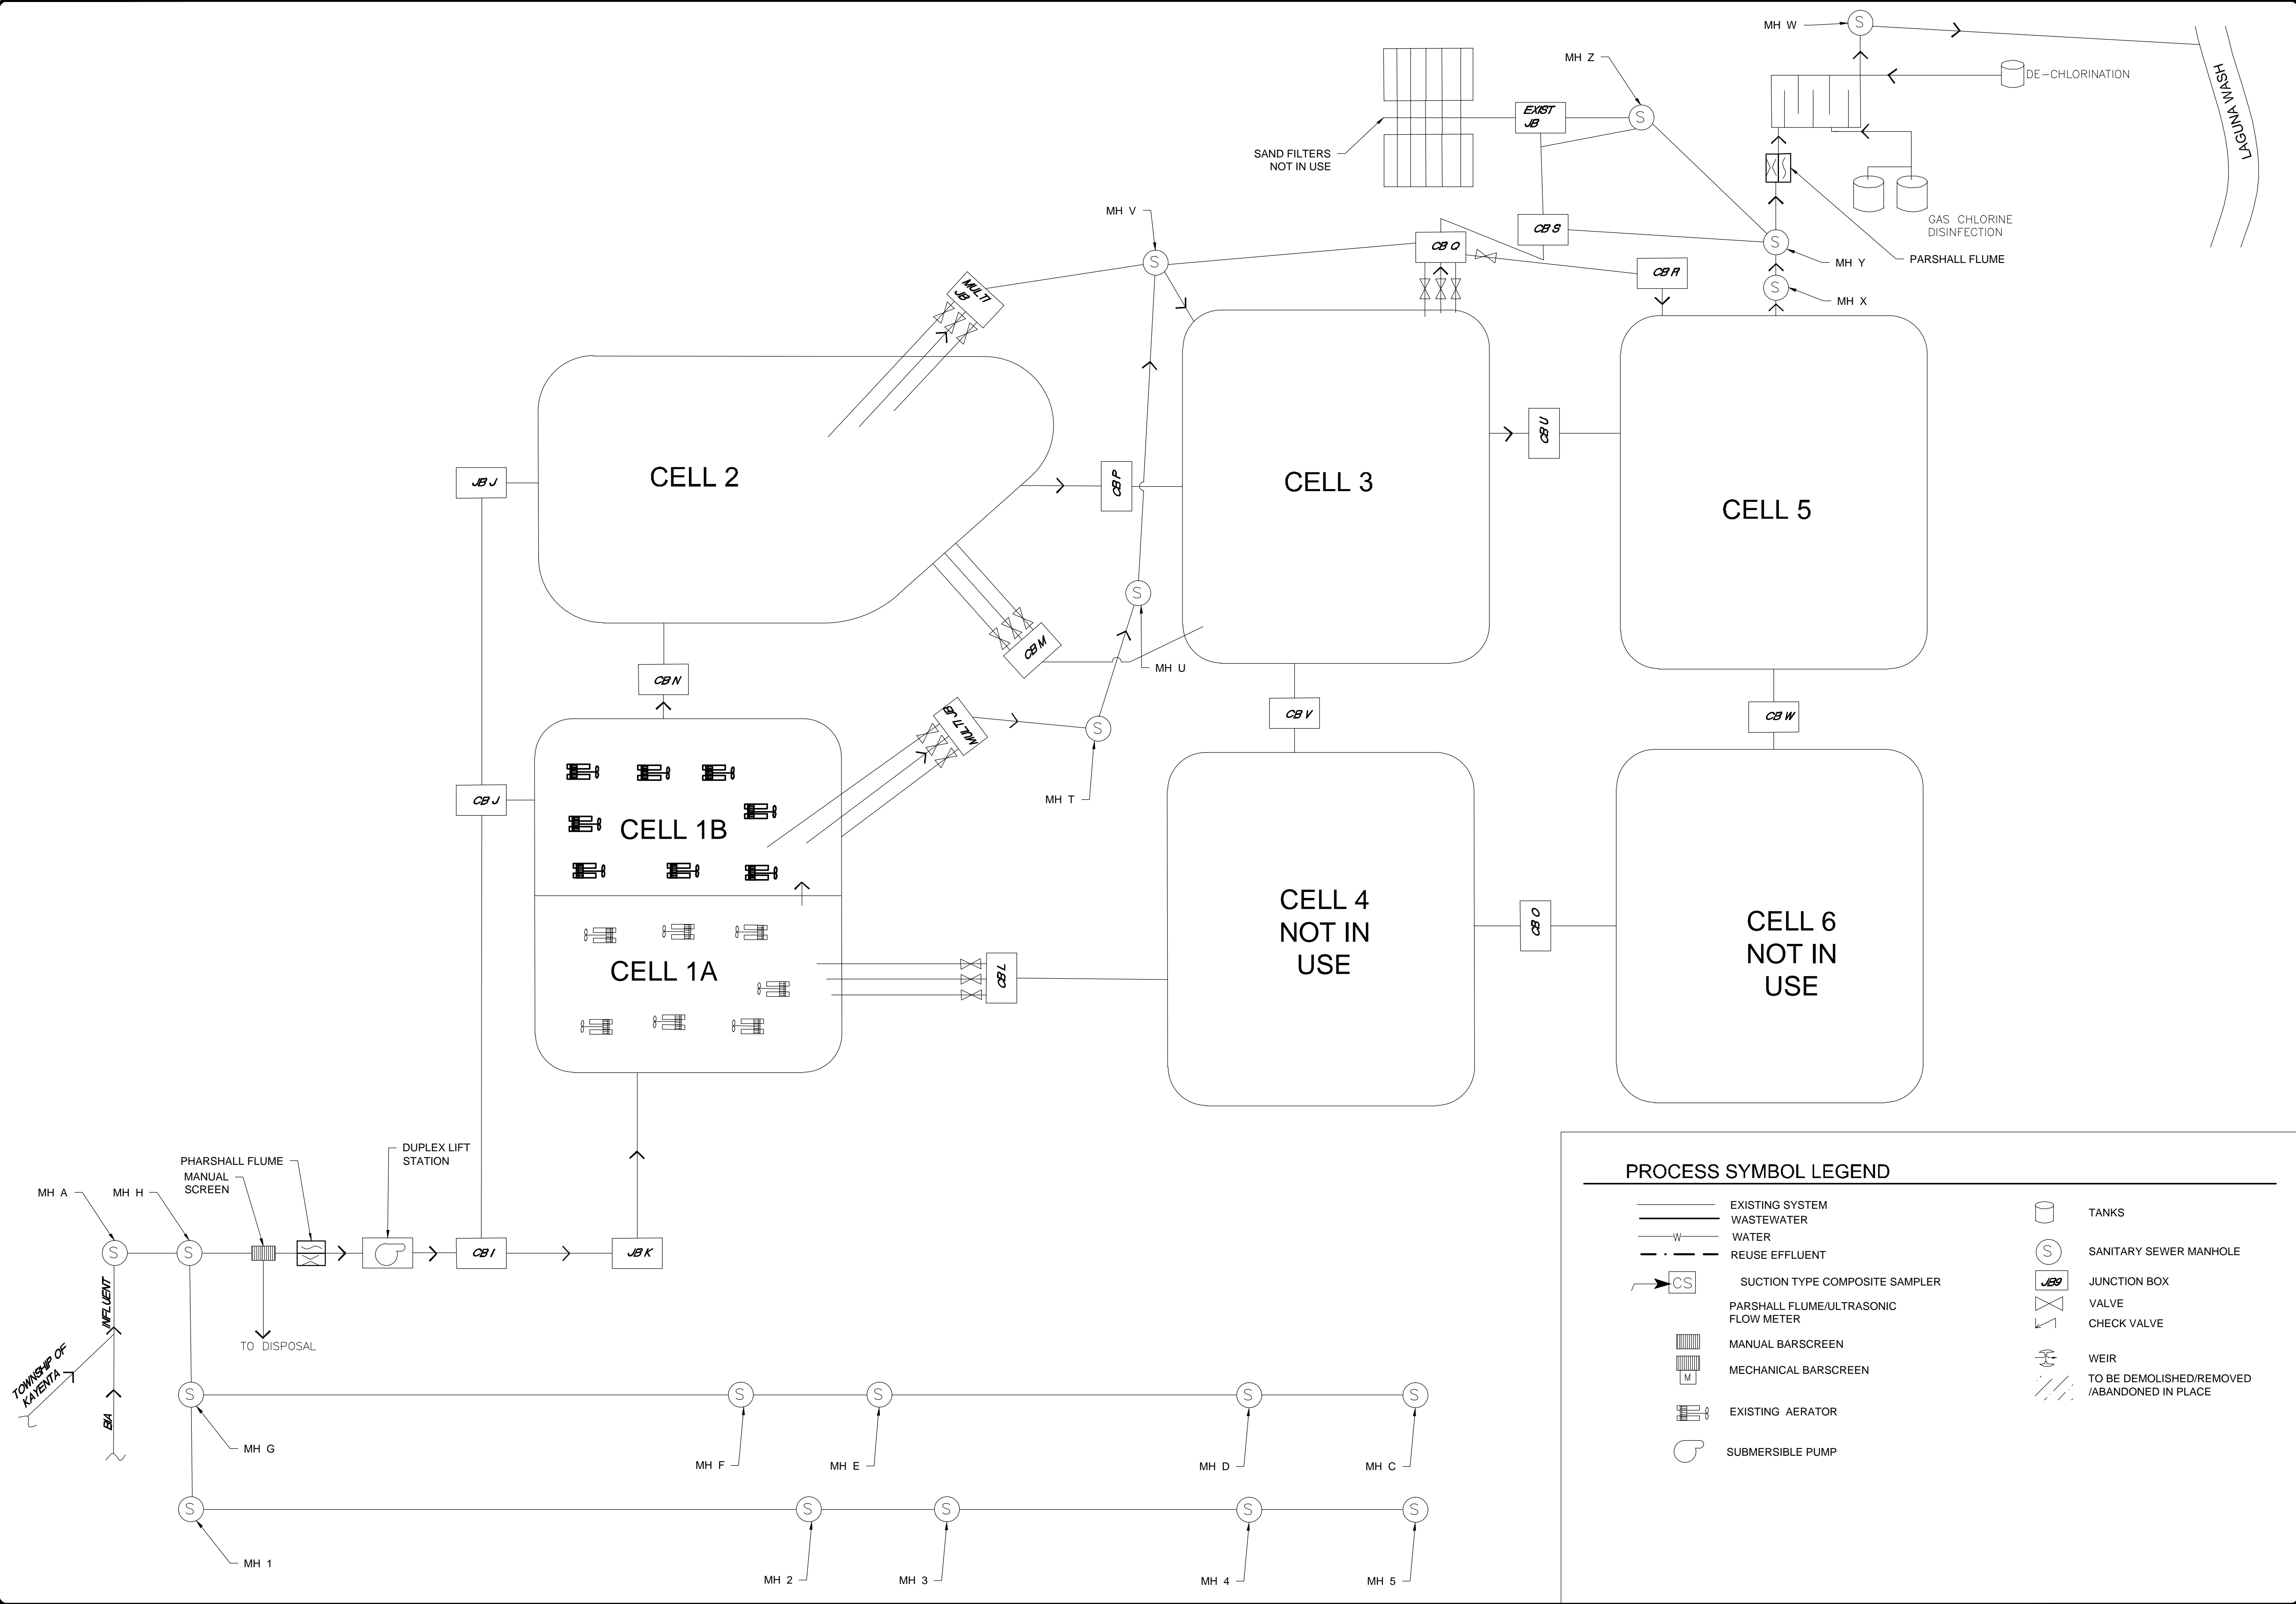 MH W
DE-CHLORINATION
LAGUNA WASH
MH Z
EXIST
JB
SAND FILTERS
NOT IN USE
GAS CHLORINE
DISINFECTION
PARSHALL FLUME
MH V
CB S
CB Q
CB R
MH Y
MH X
MULTI
JB
CB U
JB J
CELL 2
CB P
CELL 3
CELL 5
CB M
MH U
CB N
MULTI JB
CB V
CB W
MH T
CB J
CELL 1B
CELL 1A
CB L
CELL 4
NOT IN
USE
CB O
CELL 6
NOT IN
USE
DUPLEX LIFT
STATION
PHARSHALL FLUME
MANUAL
SCREEN
MH A
MH H
S
S
CB I
JB K
INFLUENT
TO DISPOSAL
TOWNSHIP OF
KAYENTA
BIA
S
S
S
S
S
MH G
MH F
MH E
MH D
MH C
S
S
S
S
S
MH 1
MH 2
MH 3
MH 4
MH 5
S
S
S
S
S
S
S
PROCESS SYMBOL LEGEND
EXISTING SYSTEM
WASTEWATER
W
WATER
REUSE EFFLUENT
CS
SUCTION TYPE COMPOSITE SAMPLER
PARSHALL FLUME/ULTRASONIC
FLOW METER
MANUAL BARSCREEN
M
MECHANICAL BARSCREEN
EXISTING AERATOR
SUBMERSIBLE PUMP
TANKS
S
SANITARY SEWER MANHOLE
JB9
JUNCTION BOX
VALVE
CHECK VALVE
WEIR
TO BE DEMOLISHED/REMOVED
/ABANDONED IN PLACE